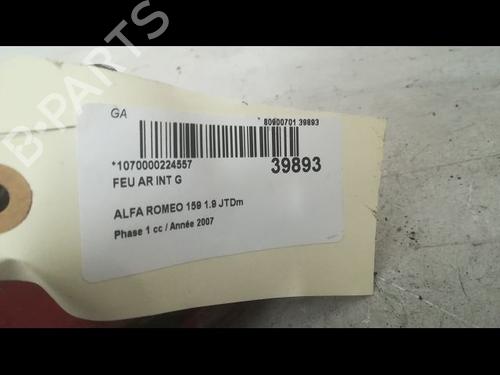 GA
* 80900701 39893
*1070000224557
39893
FEU AR INT G
ALFA ROMEO 159 1.9 JTDm
Phase 1 cc / Année 2007
B-PARTS